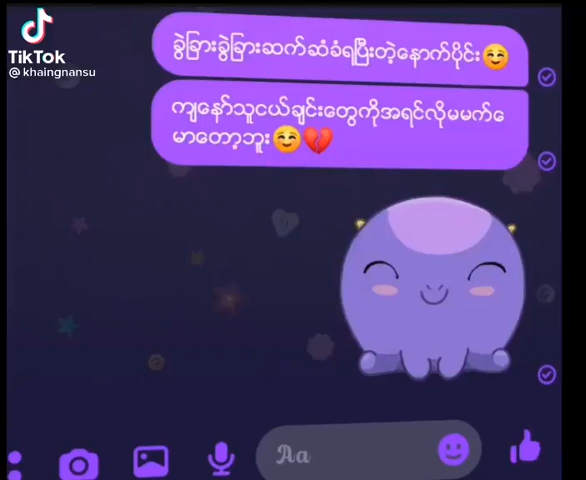 TikTok
@ khaingnansu
ခွဲခြားခွဲခြားဆက်ဆံခံရပြီးတဲ့နောက်ပိုင်း☺️
ကျနော်သူငယ်ချင်းတွေကိုအရင်လိုမမက်မေ
မာတော့ဘူး☺️💔
Aa